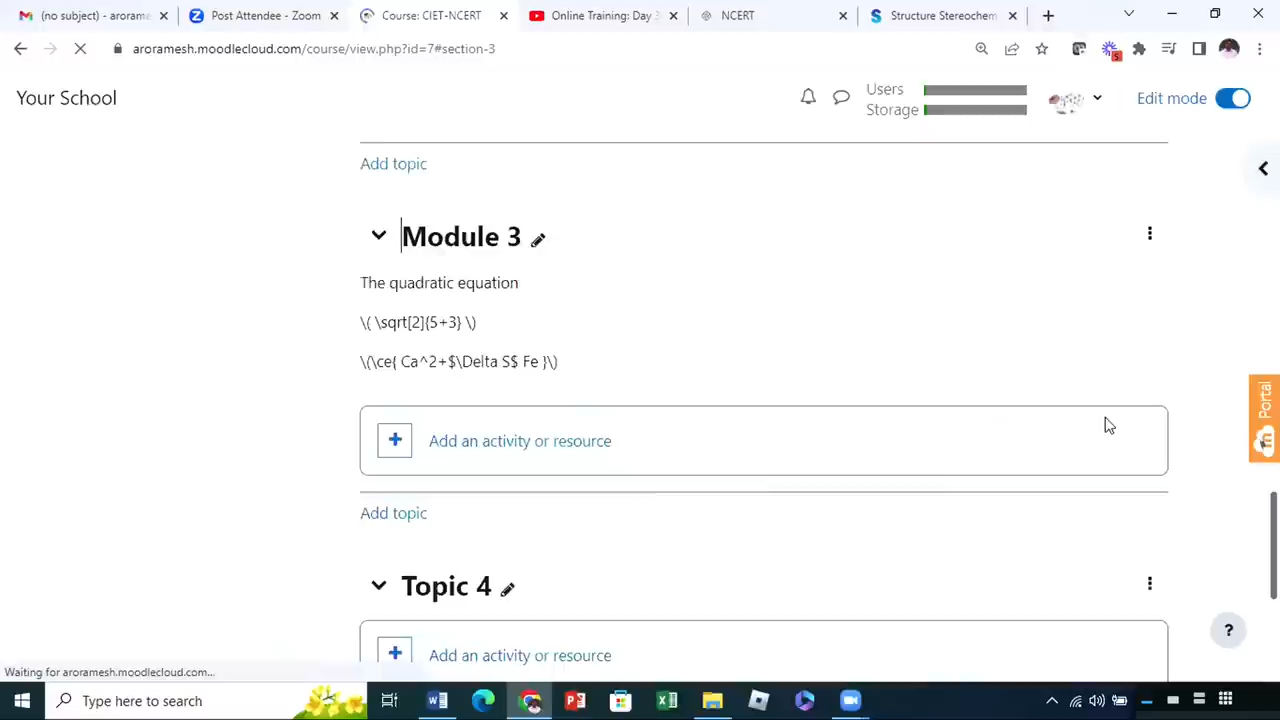 (no subject) - arorame
Post Attendee - Zoom
Course: CIET-NCERT
Online Training: Day 3
NCERT
Structure Stereochem
aroramesh.moodlecloud.com/course/view.php?id=7#section-3
5
Your School
Users
Storage
Edit mode
Add topic
Module 3
The quadratic equation
\( \sqrt[2]{5+3} \)
\(\ce{ Ca^2+$\Delta S$ Fe }\)
Add an activity or resource
Portal
Add topic
Topic 4
Add an activity or resource
?
Waiting for aroramesh.moodlecloud.com...
Type here to search